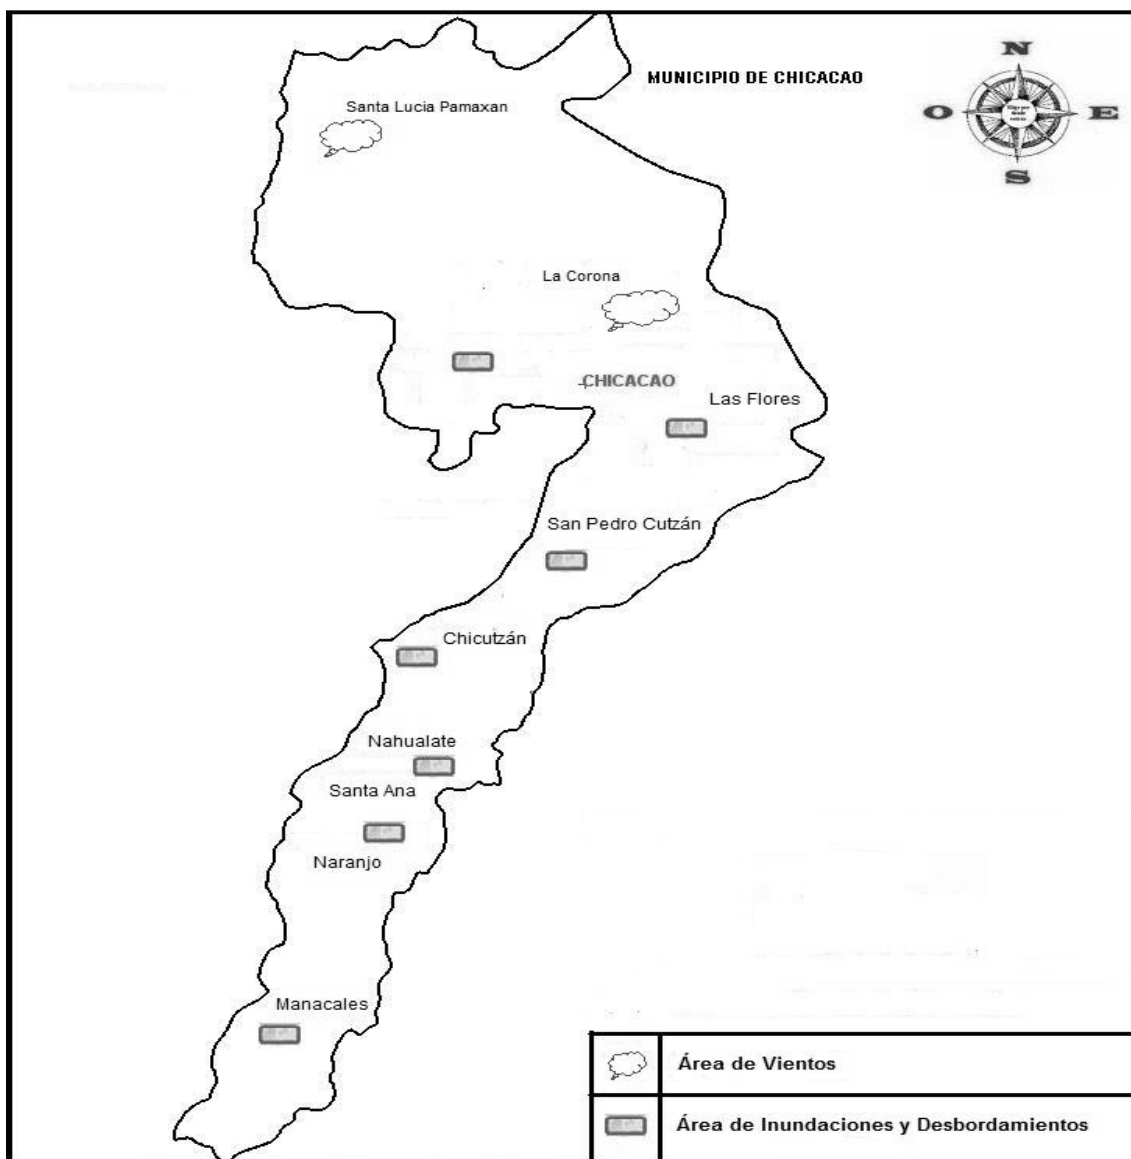 N
MUNICIPIO DE CHICACAO
O
E
S
Santa Lucia Pamaxan
La Corona
CHICACAO
Las Flores
San Pedro Cutzán
Chicutzán
Nahualate
Santa Ana
Naranjo
Manacales
Área de Vientos
Área de Inundaciones y Desbordamientos